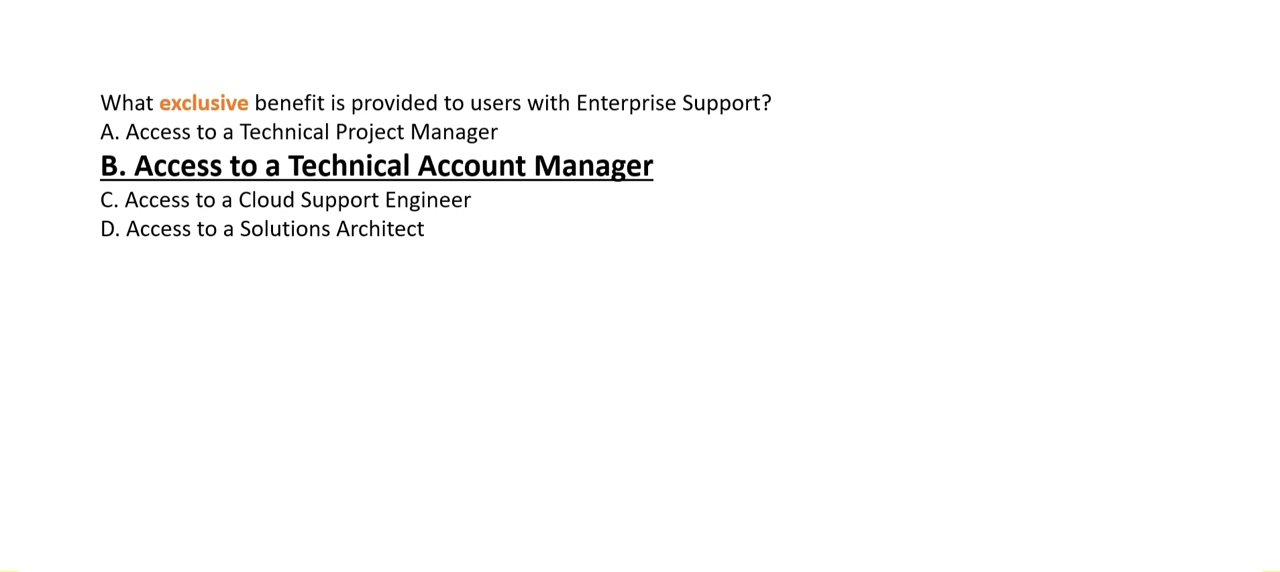 What exclusive benefit is provided to users with Enterprise Support?
A. Access to a Technical Project Manager
B. Access to a Technical Account Manager
C. Access to a Cloud Support Engineer
D. Access to a Solutions Architect